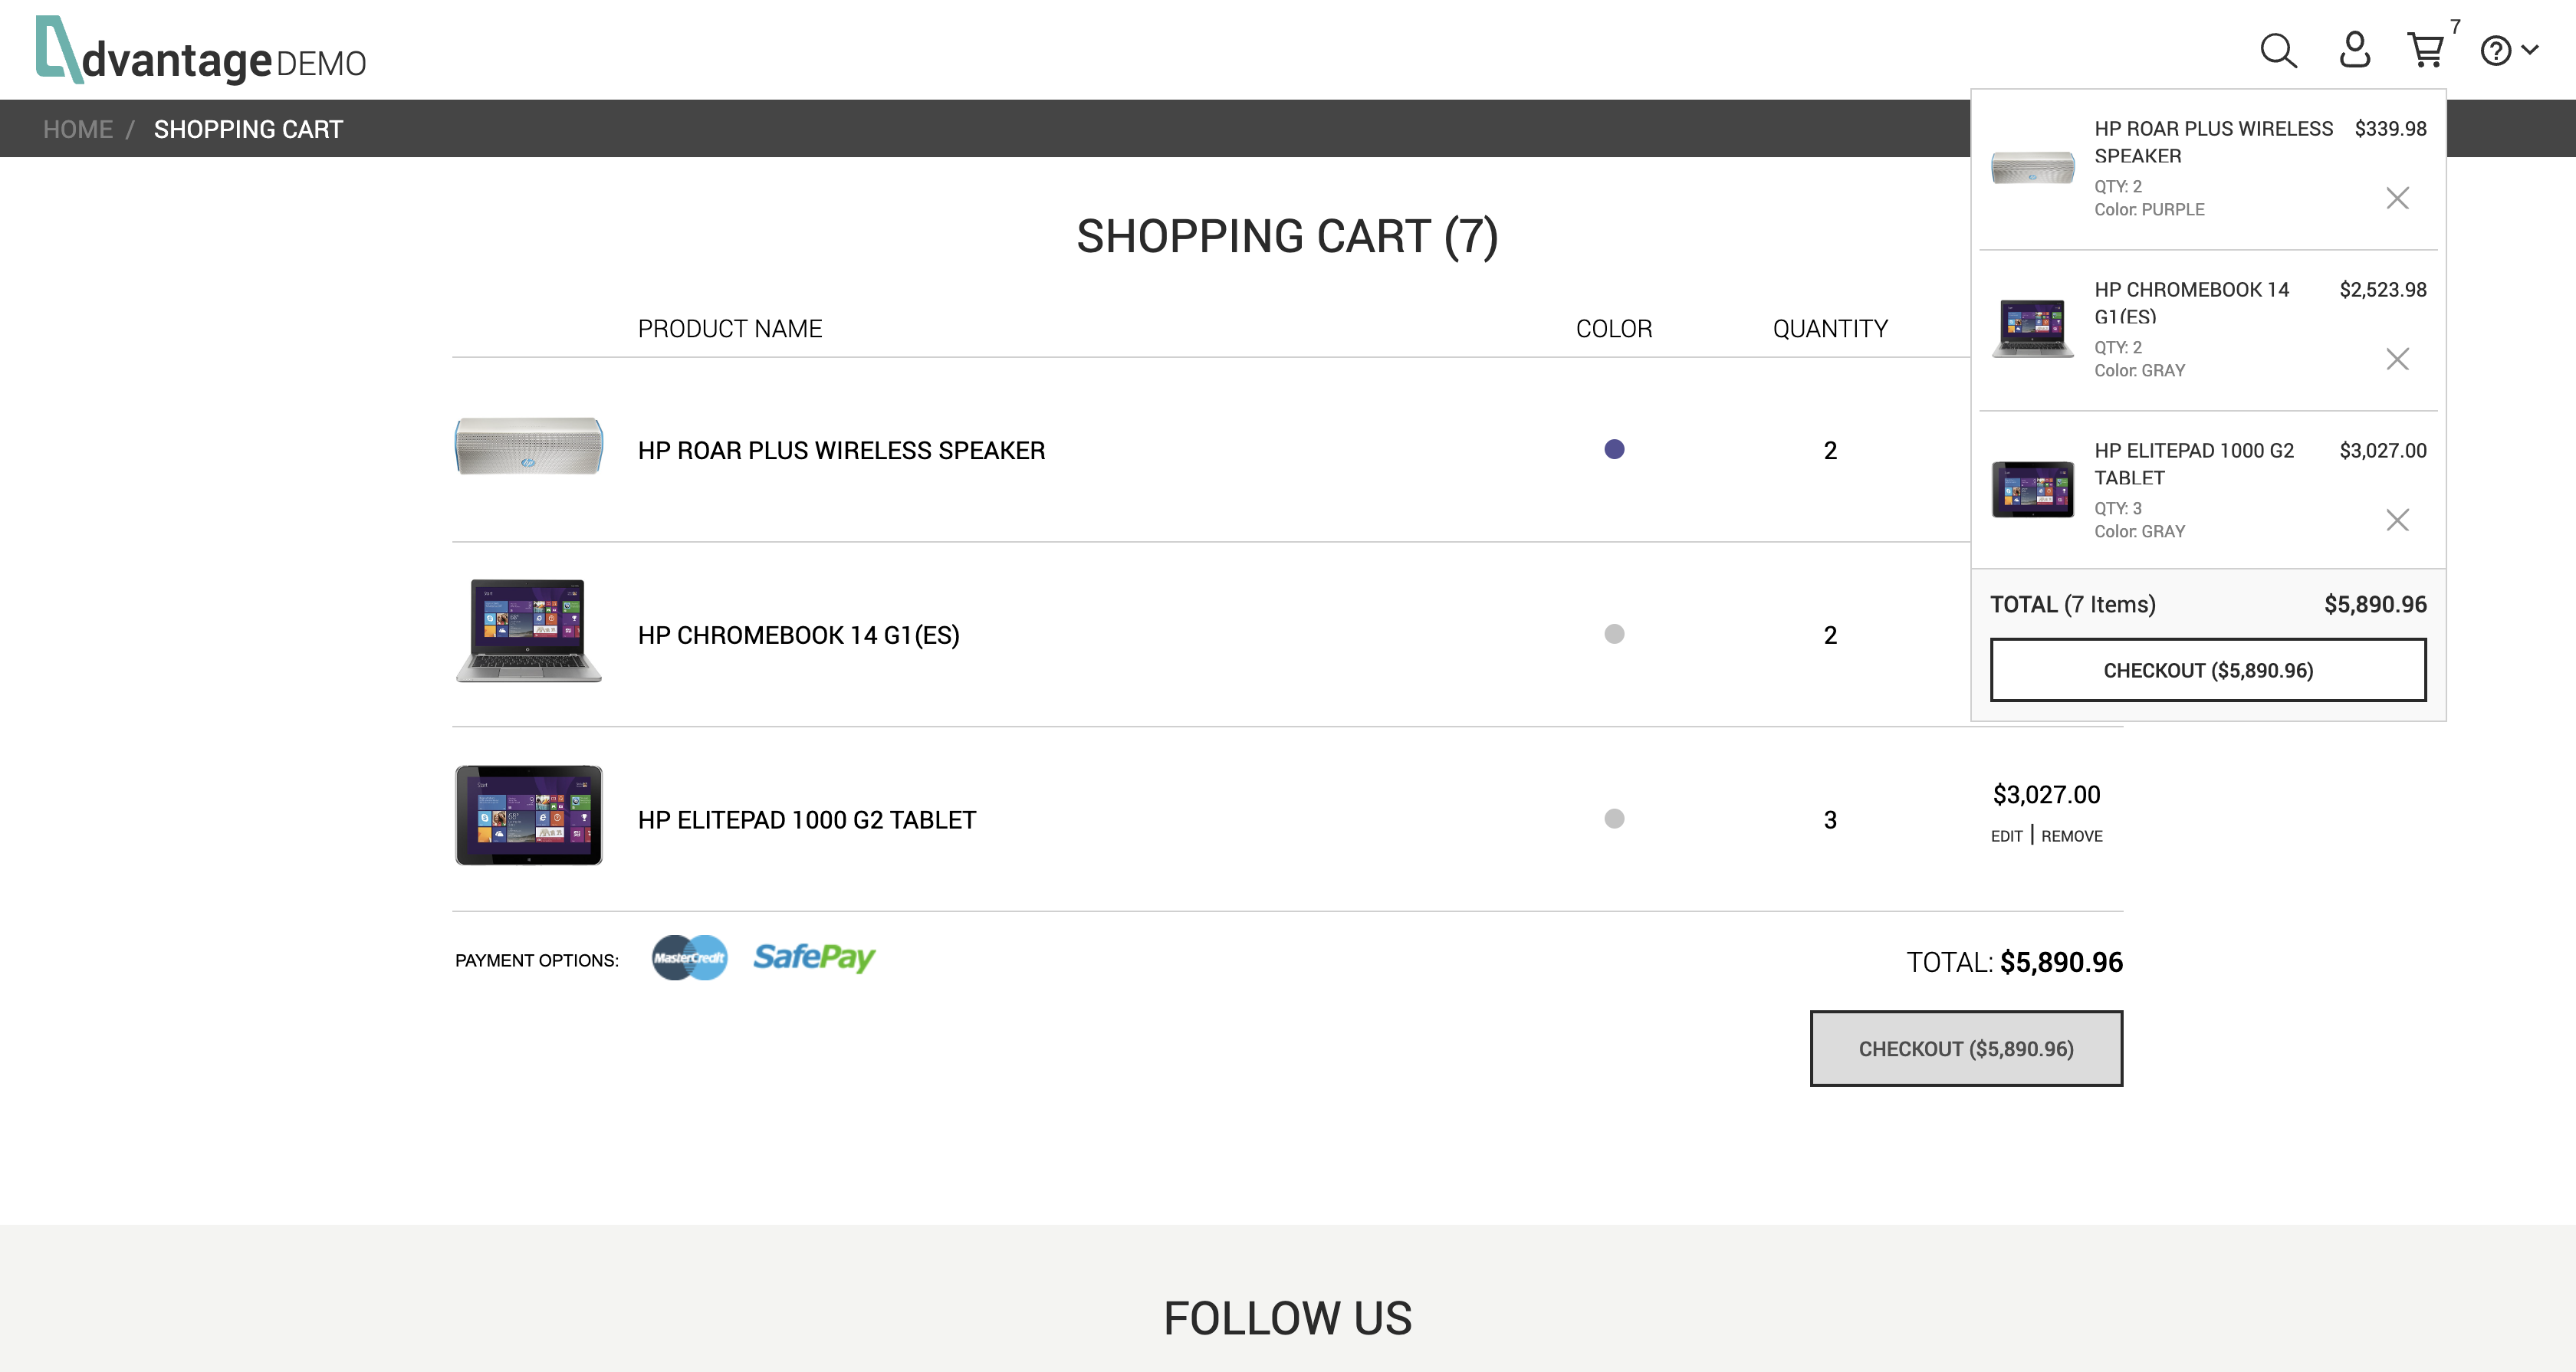 dvantage DEMO
7
HOME / SHOPPING CART
HP ROAR PLUS WIRELESS SPEAKER
$339.98
QTY: 2
Color: PURPLE
HP CHROMEBOOK 14 G1(ES)
$2,523.98
QTY: 2
Color: GRAY
HP ELITEPAD 1000 G2 TABLET
$3,027.00
QTY: 3
Color: GRAY
TOTAL (7 Items) $5,890.96
CHECKOUT ($5,890.96)
SHOPPING CART (7)
PRODUCT NAME COLOR QUANTITY
HP ROAR PLUS WIRELESS SPEAKER 2
HP CHROMEBOOK 14 G1(ES) 2
HP ELITEPAD 1000 G2 TABLET 3 $3,027.00
EDIT | REMOVE
PAYMENT OPTIONS: MasterCredit SafePay
TOTAL: $5,890.96
CHECKOUT ($5,890.96)
FOLLOW US